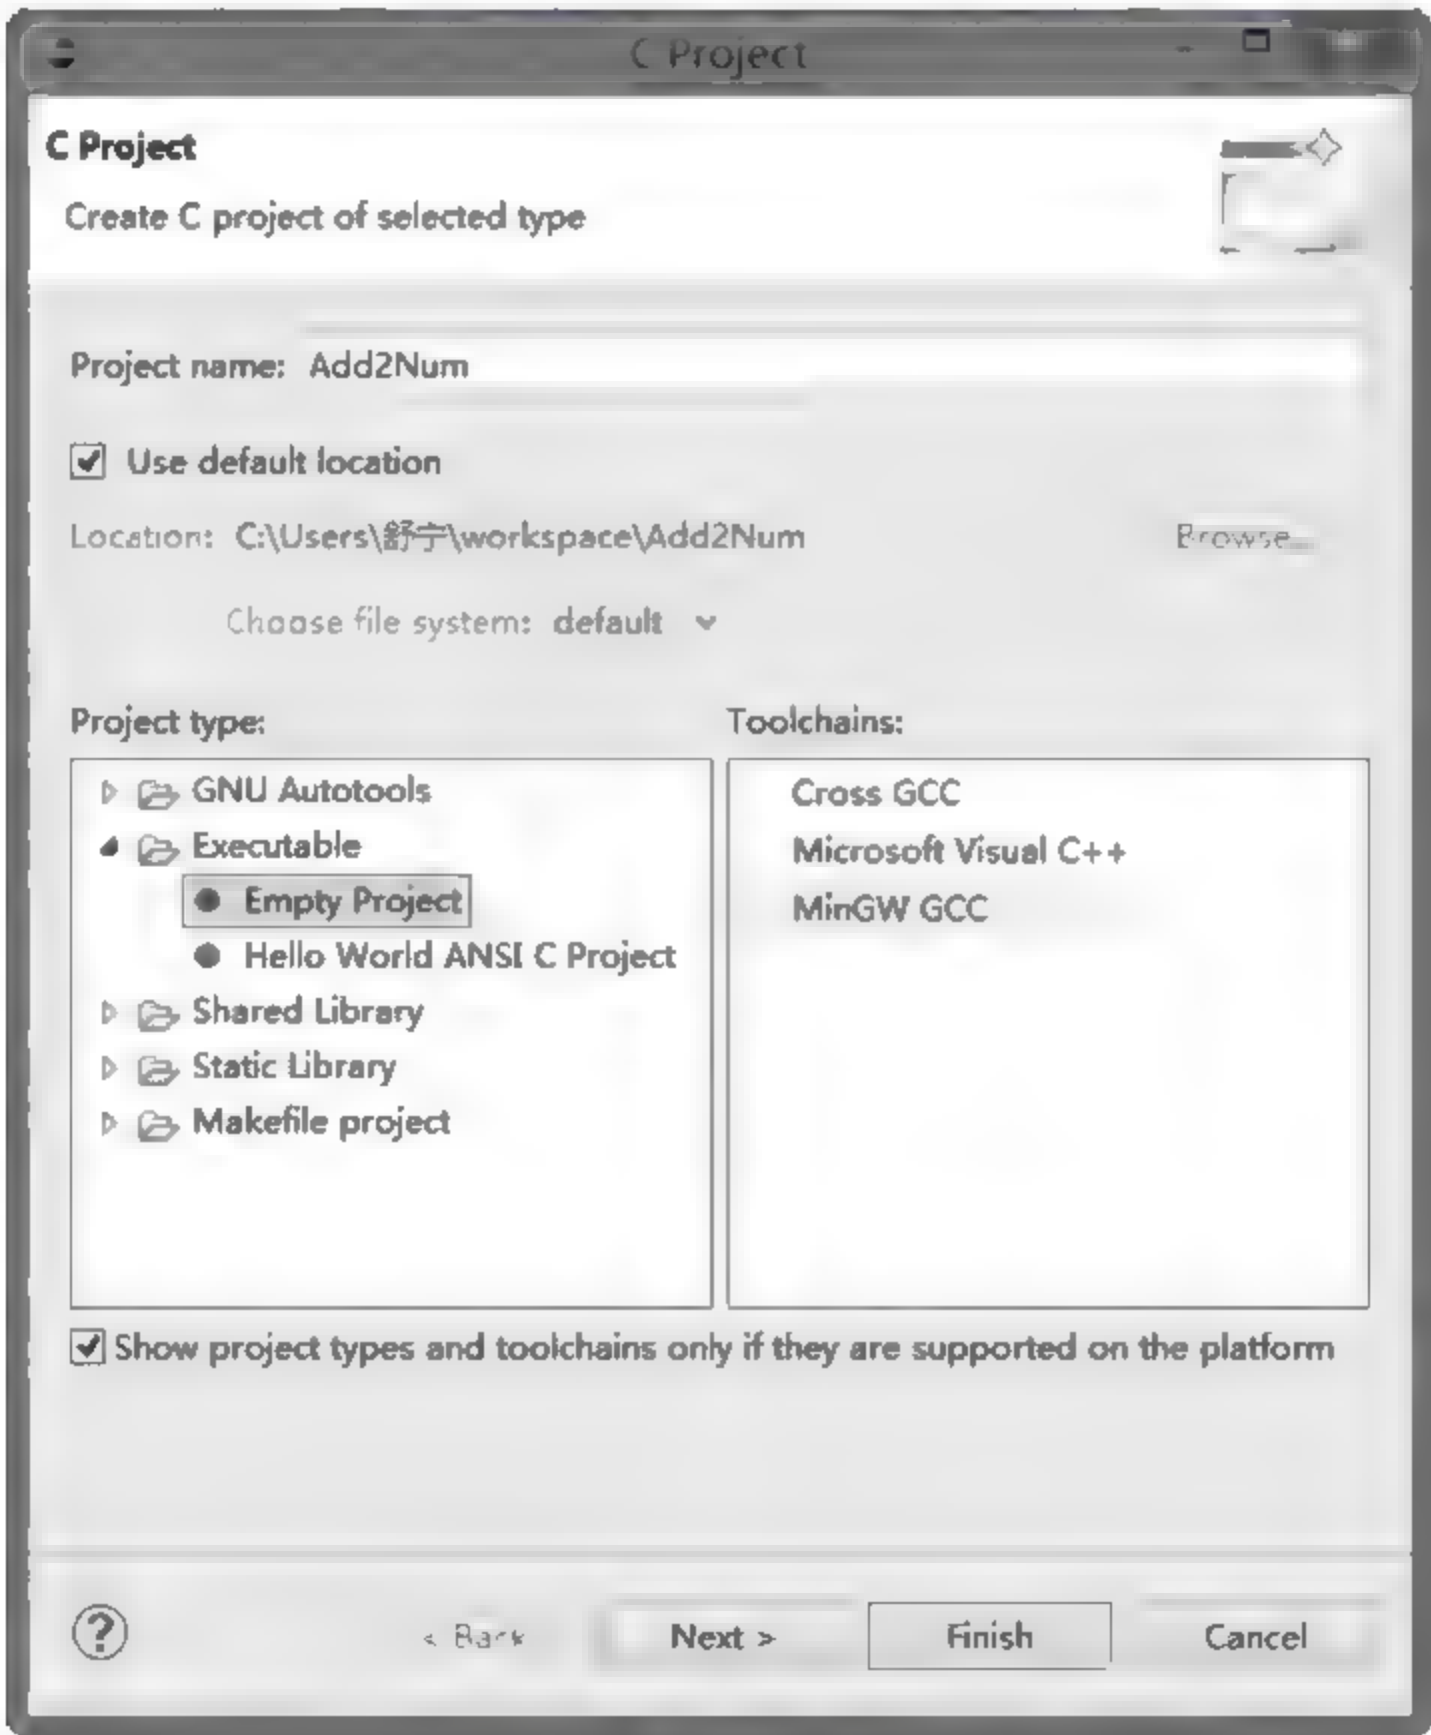 C Project
C Project
Create C project of selected type
Project name: Add2Num
Use default location
Location: C:\Users\舒宁\workspace\Add2Num Browse...
Choose file system: default
Project type: Toolchains:
GNU Autotools
Executable
Empty Project
Hello World ANSI C Project
Shared Library
Static Library
Makefile project
Cross GCC
Microsoft Visual C++
MinGW GCC
Show project types and toolchains only if they are supported on the platform
? < Back Next > Finish Cancel